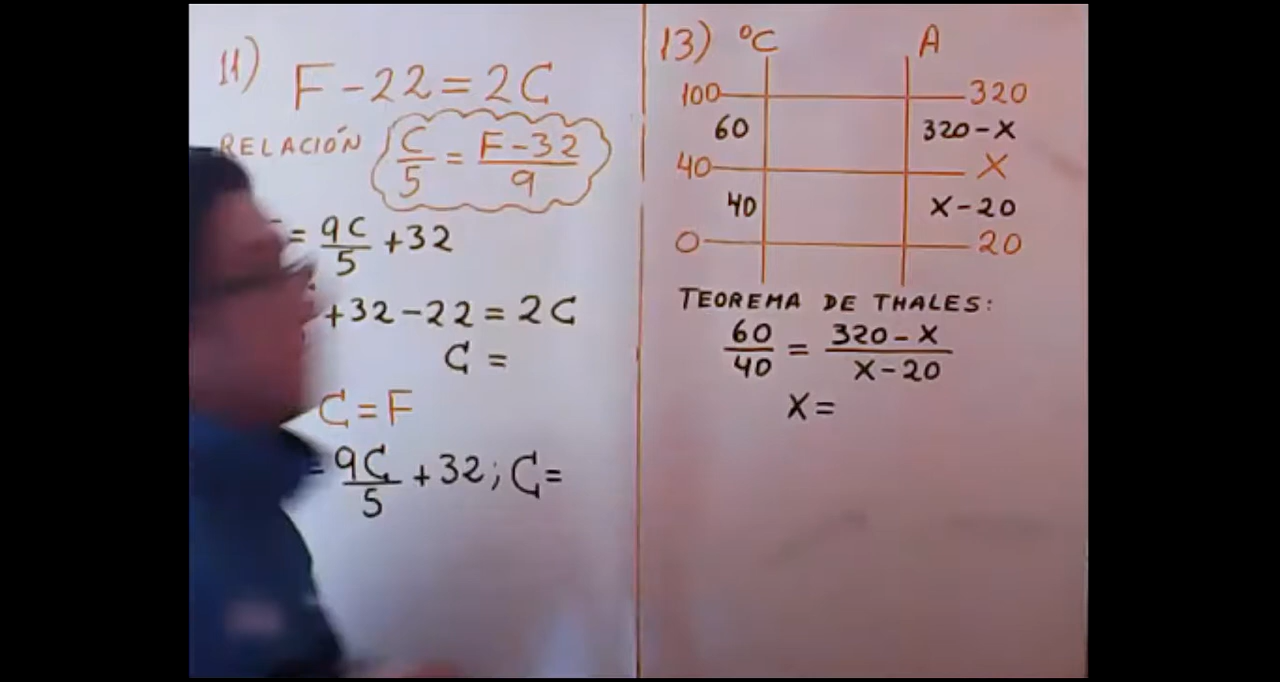 11) F - 22 = 2C
RELACIÓN C/5 = F-32/9
= 9C/5 + 32
+32 - 22 = 2C
C =
C = F
= 9C/5 + 32; C =
13) °C A
100 320
60 320-X
40 X
40 X-20
0 20
TEOREMA DE THALES:
60/40 = 320-X/X-20
X =